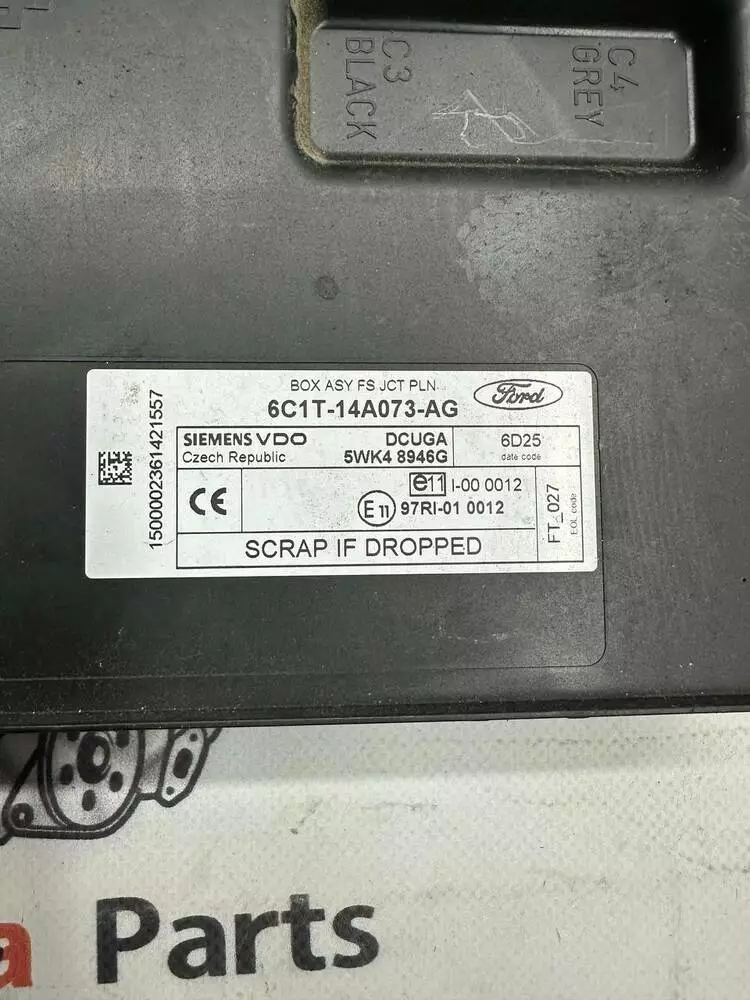 C3
BLACK
C4
GREY
BOX ASY FS JCT PLN
6C1T-14A073-AG
Ford
SIEMENS VDO
Czech Republic
DCUGA
5WK4 8946G
6D25
date code
1500002361421557
CE
e11 I-00 0012
E11 97RI-01 0012
FT_027
EOL code
SCRAP IF DROPPED
a Parts